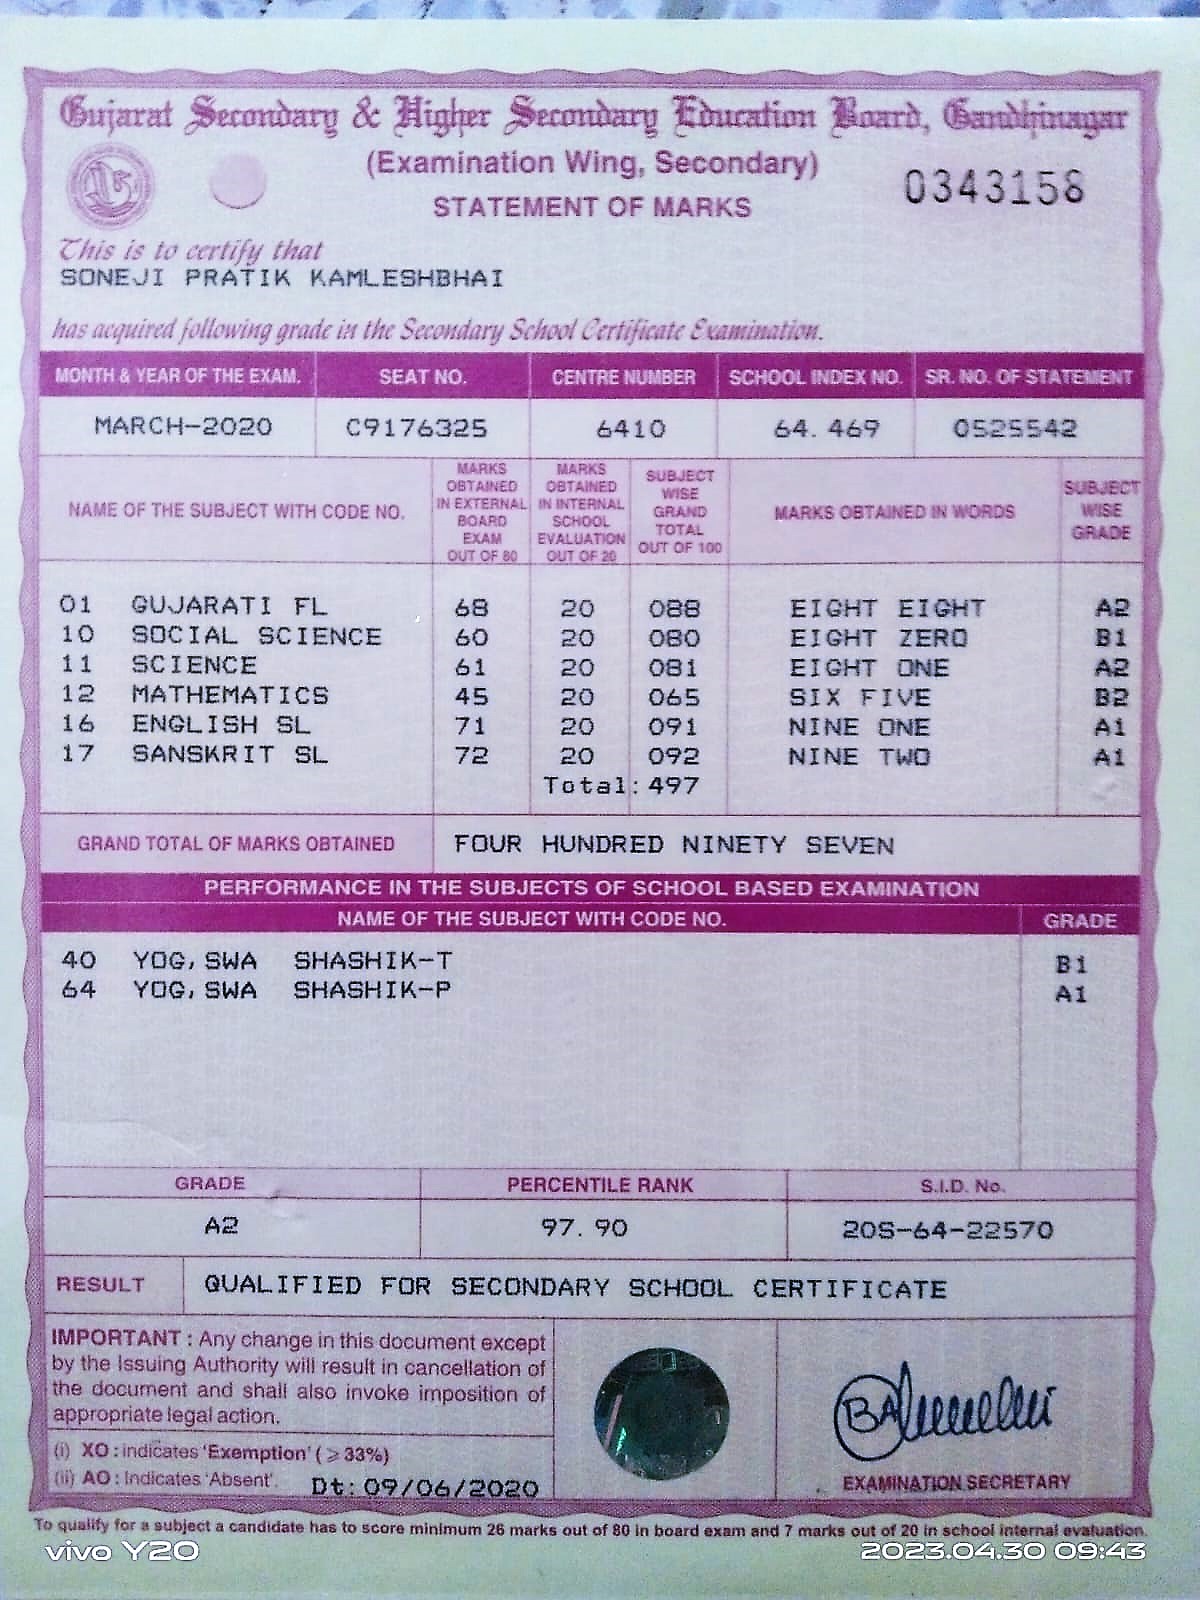 Gujarat Secondary & Higher Secondary Education Board, Gandhinagar
(Examination Wing, Secondary)
0343158
STATEMENT OF MARKS
This is to certify that
SONEJI PRATIK KAMLESHBHAI
has acquired following grade in the Secondary School Certificate Examination.
MONTH & YEAR OF THE EXAM. SEAT NO. CENTRE NUMBER SCHOOL INDEX NO. SR. NO. OF STATEMENT
MARCH-2020 C9176325 6410 64. 469 0525542
NAME OF THE SUBJECT WITH CODE NO. MARKS OBTAINED IN EXTERNAL BOARD EXAM OUT OF 80 MARKS OBTAINED IN INTERNAL SCHOOL EVALUATION OUT OF 20 SUBJECT WISE GRAND TOTAL OUT OF 100 MARKS OBTAINED IN WORDS SUBJECT WISE GRADE
01 GUJARATI FL 68 20 088 EIGHT EIGHT A2
10 SOCIAL SCIENCE 60 20 080 EIGHT ZERO B1
11 SCIENCE 61 20 081 EIGHT ONE A2
12 MATHEMATICS 45 20 065 SIX FIVE B2
16 ENGLISH SL 71 20 091 NINE ONE A1
17 SANSKRIT SL 72 20 092 NINE TWO A1
Total: 497
GRAND TOTAL OF MARKS OBTAINED FOUR HUNDRED NINETY SEVEN
PERFORMANCE IN THE SUBJECTS OF SCHOOL BASED EXAMINATION
NAME OF THE SUBJECT WITH CODE NO. GRADE
40 YOG, SWA SHASHIK-T B1
64 YOG, SWA SHASHIK-P A1
GRADE PERCENTILE RANK S.I.D. No.
A2 97. 90 20S-64-22570
RESULT QUALIFIED FOR SECONDARY SCHOOL CERTIFICATE
IMPORTANT : Any change in this document except
by the Issuing Authority will result in cancellation of
the document and shall also invoke imposition of
appropriate legal action.
(i) XO : indicates 'Exemption' (⩾ 33%)
(ii) AO : Indicates 'Absent'. Dt: 09/06/2020
EXAMINATION SECRETARY
To qualify for a subject a candidate has to score minimum 26 marks out of 80 in board exam and 7 marks out of 20 in school internal evaluation.
vivo Y20 2023.04.30 09:43